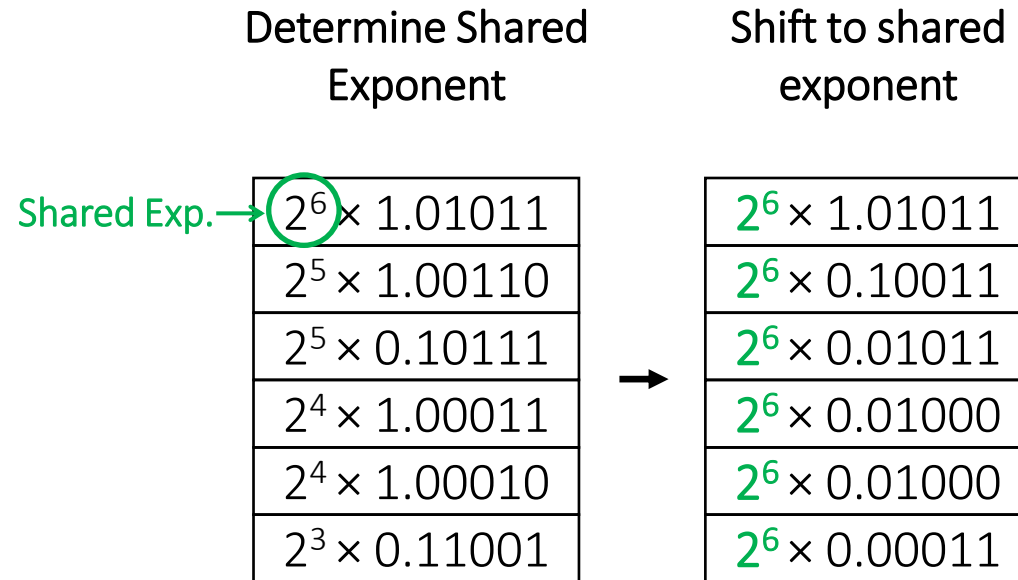 Determine Shared
Exponent
Shift to shared
exponent
Shared Exp.
2⁶ × 1.01011
2⁵ × 1.00110
2⁵ × 0.10111
2⁴ × 1.00011
2⁴ × 1.00010
2³ × 0.11001
2⁶ × 1.01011
2⁶ × 0.10011
2⁶ × 0.01011
2⁶ × 0.01000
2⁶ × 0.01000
2⁶ × 0.00011